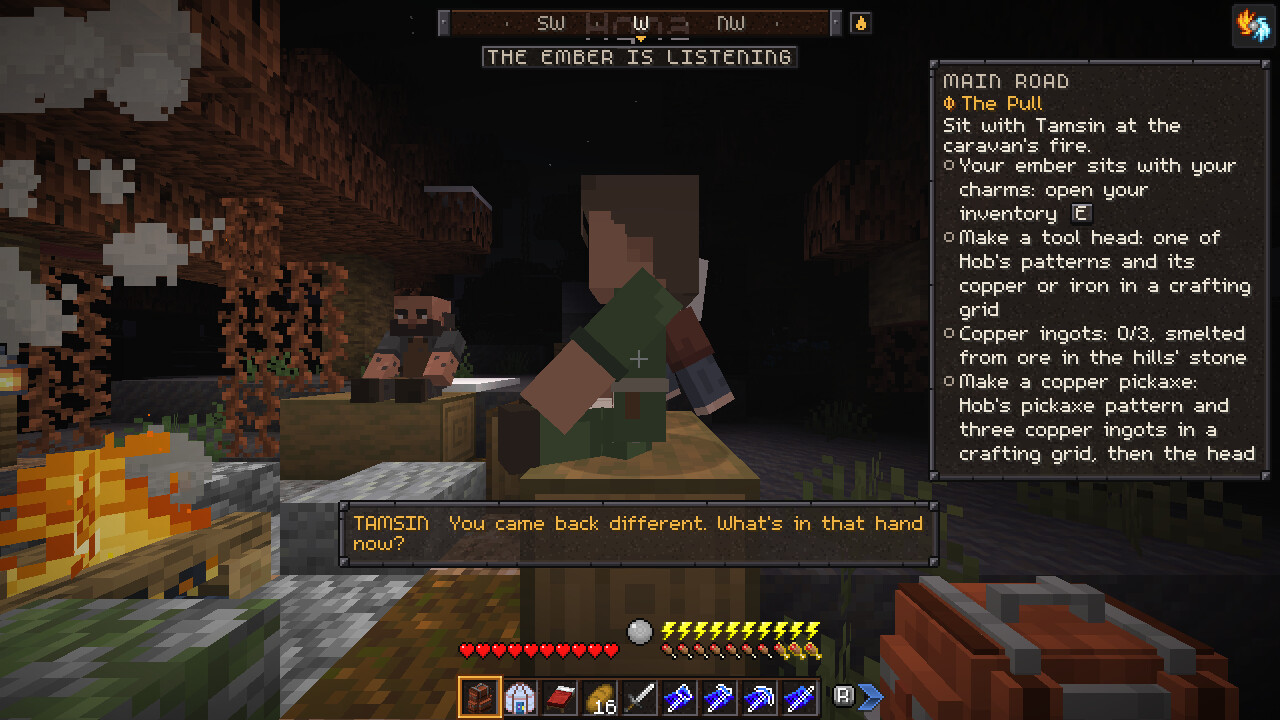 SW W NW
THE EMBER IS LISTENING
MAIN ROAD
The Pull
Sit with Tamsin at the
caravan's fire.
Your ember sits with your
charms: open your
inventory E
Make a tool head: one of
Hob's patterns and its
copper or iron in a crafting
grid
Copper ingots: 0/3, smelted
from ore in the hills' stone
Make a copper pickaxe:
Hob's pickaxe pattern and
three copper ingots in a
crafting grid, then the head
TAMSIN You came back different. What's in that hand
now?
16
R